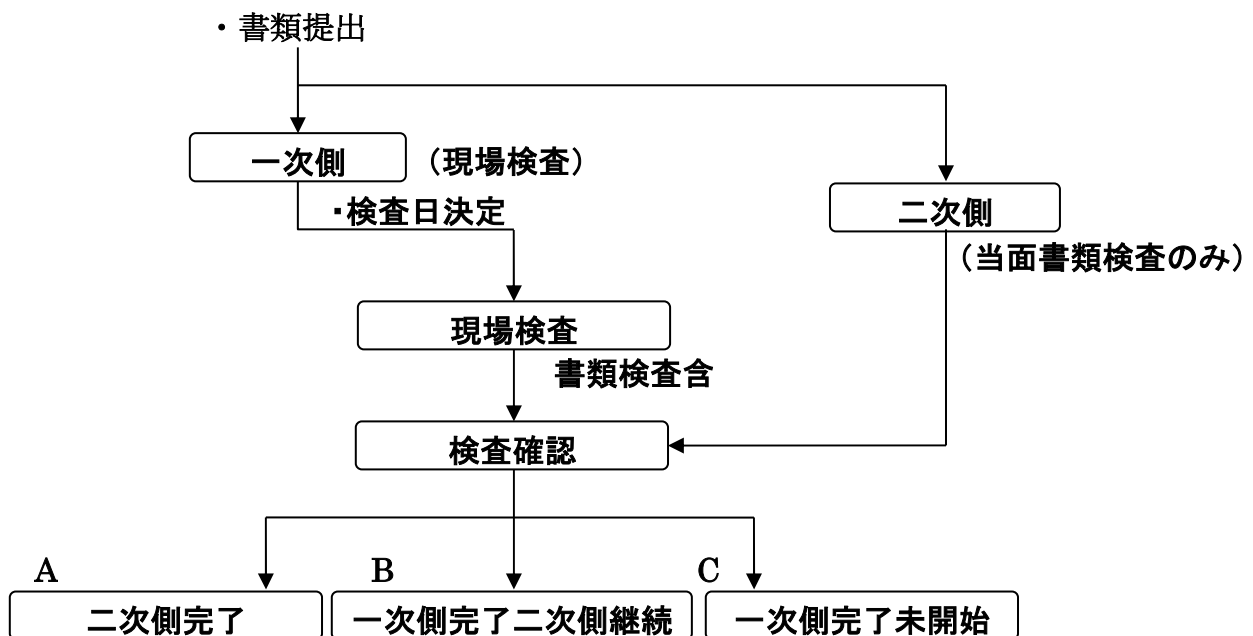 ・書類提出
一次側
(現場検査)
・検査日決定
二次側
(当面書類検査のみ)
現場検査
書類検査含
検査確認
A
B
C
二次側完了
一次側完了二次側継続
一次側完了未開始